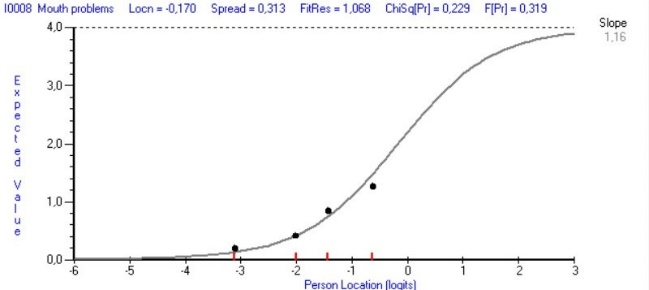 I0008 Mouth problems Locn = -0,170 Spread = 0,313 FitRes = 1,068 ChiSq[Pr] = 0,229 F[Pr] = 0,319
Slope
1,16
Expected Value
4,0
3,0
2,0
1,0
0,0
-6 -5 -4 -3 -2 -1 0 1 2 3
Person Location (logits)